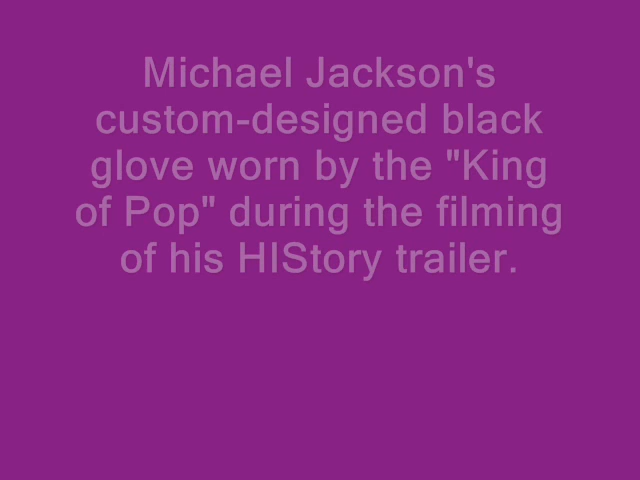 Michael Jackson's
custom-designed black
glove worn by the "King
of Pop" during the filming
of his HIStory trailer.